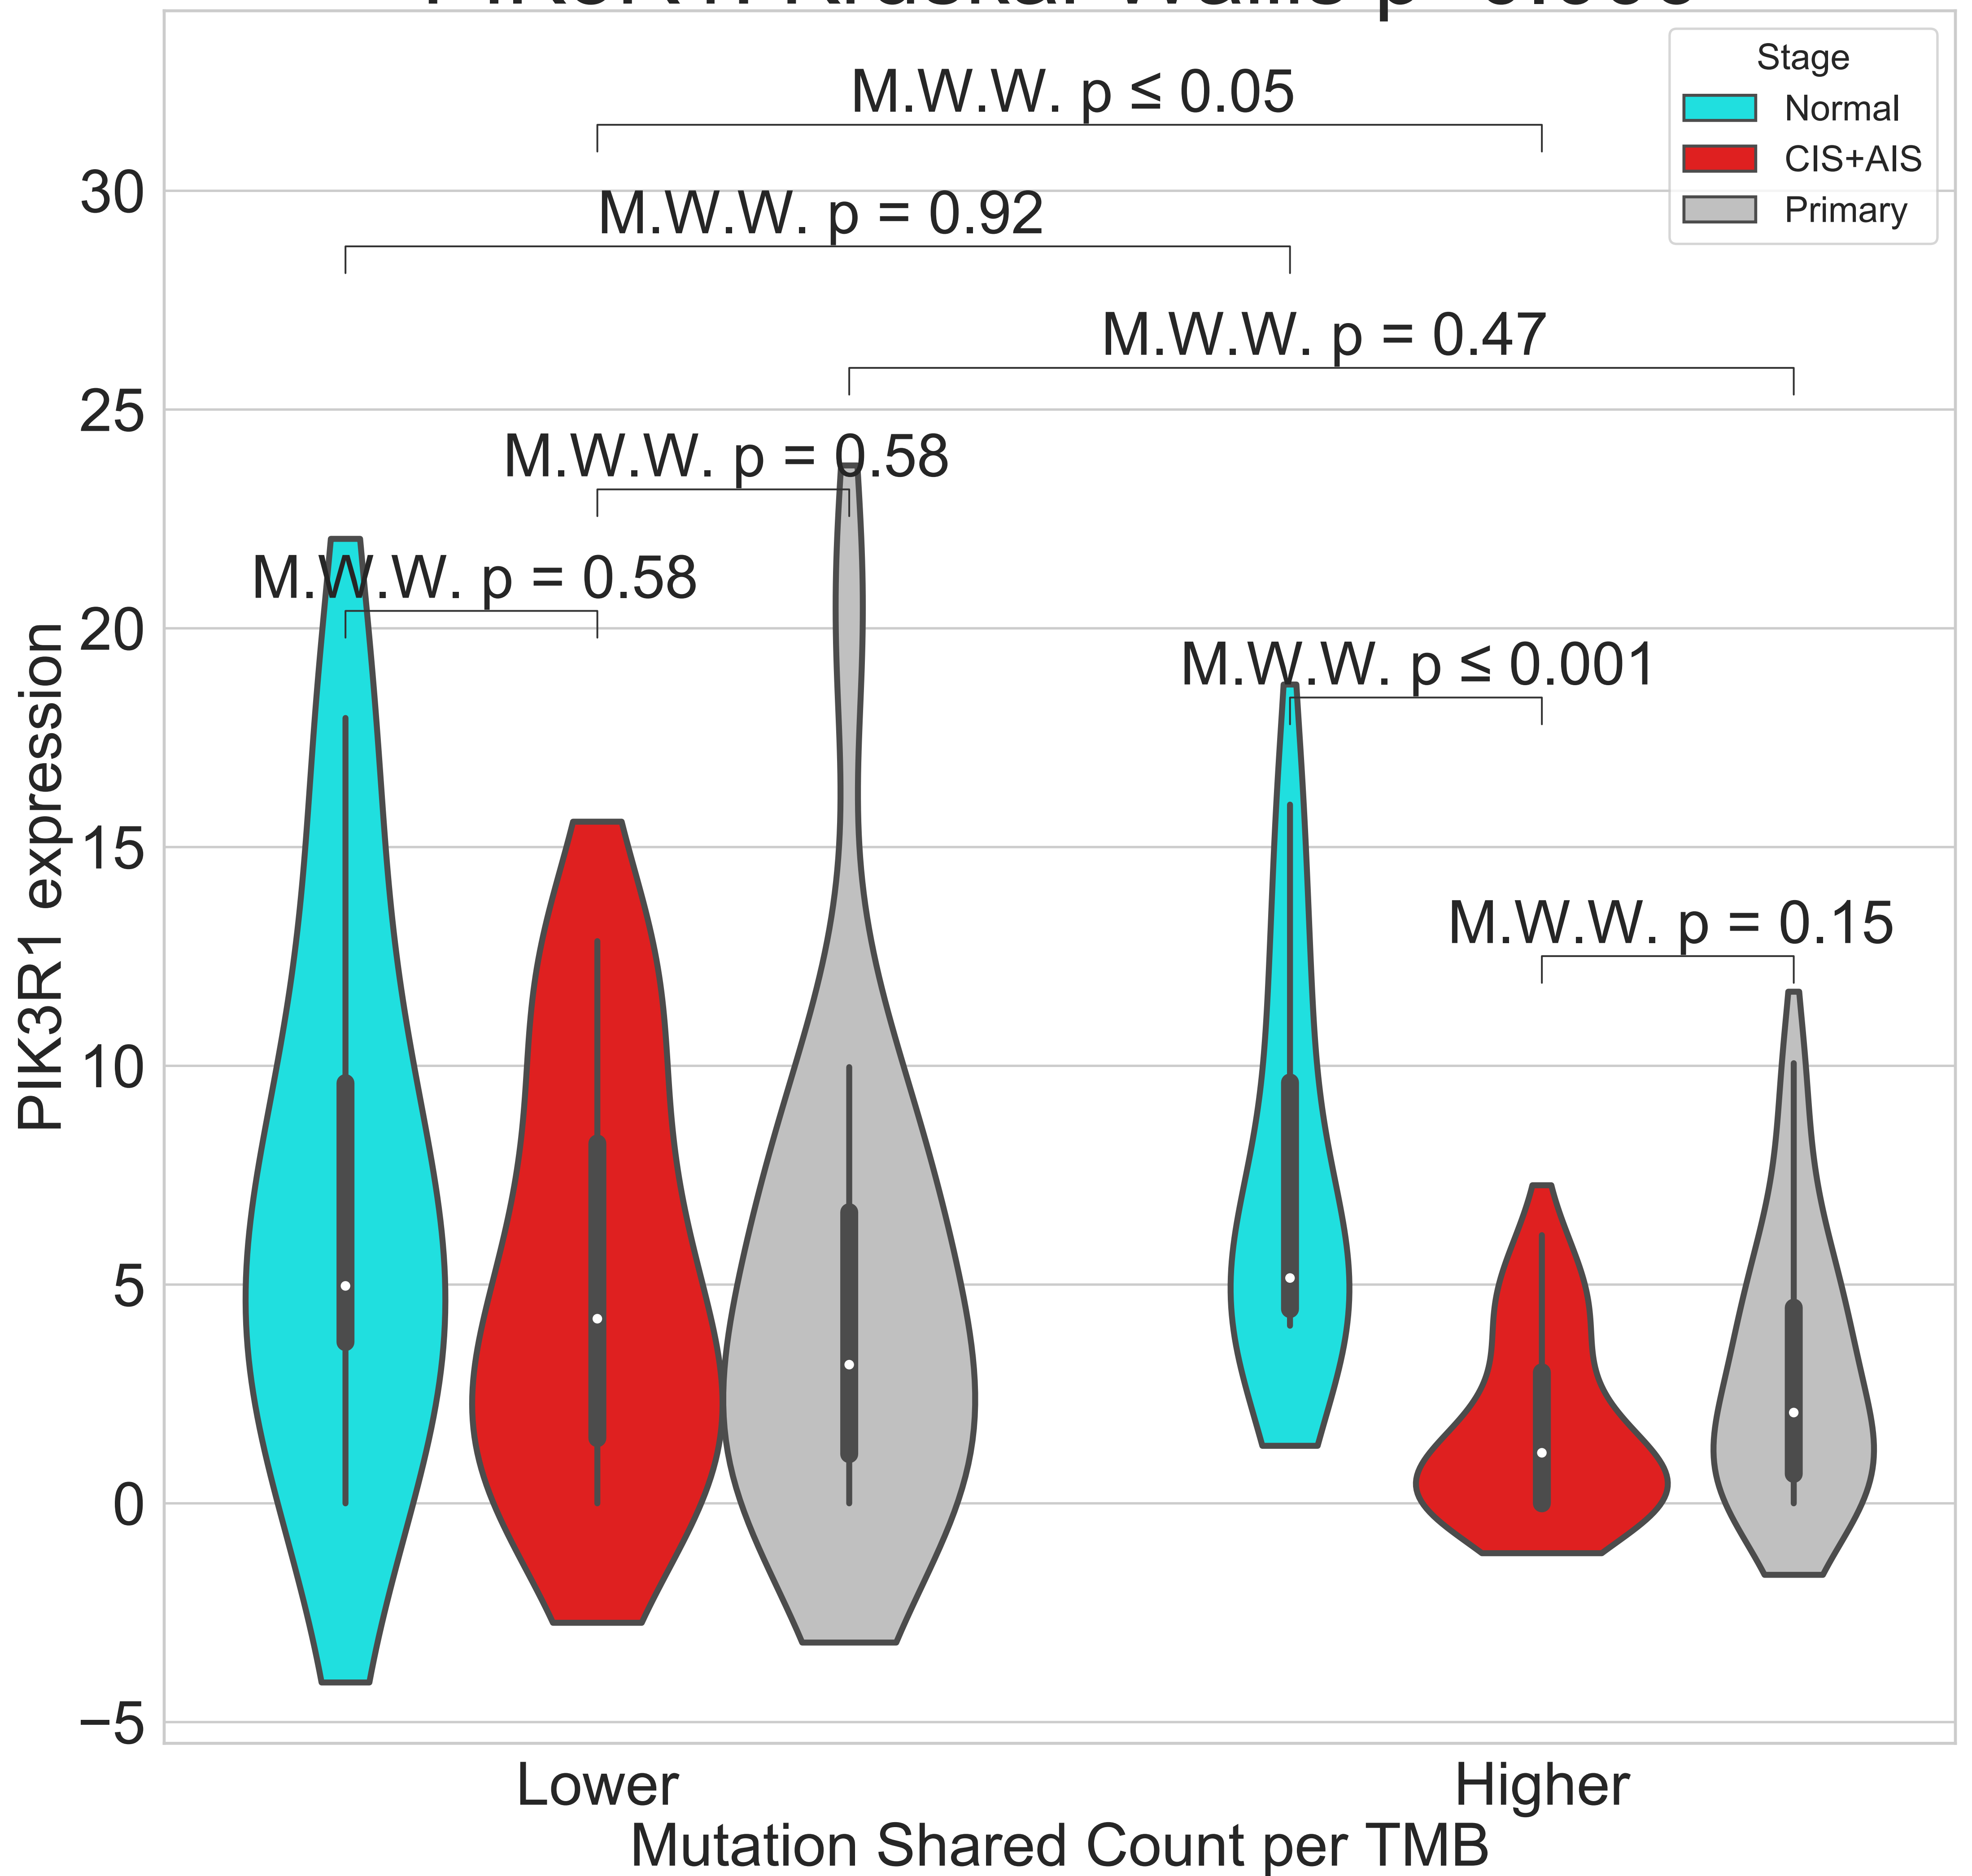 Stage
Normal
CIS+AIS
Primary
M.W.W. p ≤ 0.05
M.W.W. p = 0.92
M.W.W. p = 0.47
M.W.W. p = 0.58
M.W.W. p = 0.58
M.W.W. p ≤ 0.001
M.W.W. p = 0.15
PIK3R1 expression
30
25
20
15
10
5
0
−5
Lower
Higher
Mutation Shared Count per TMB